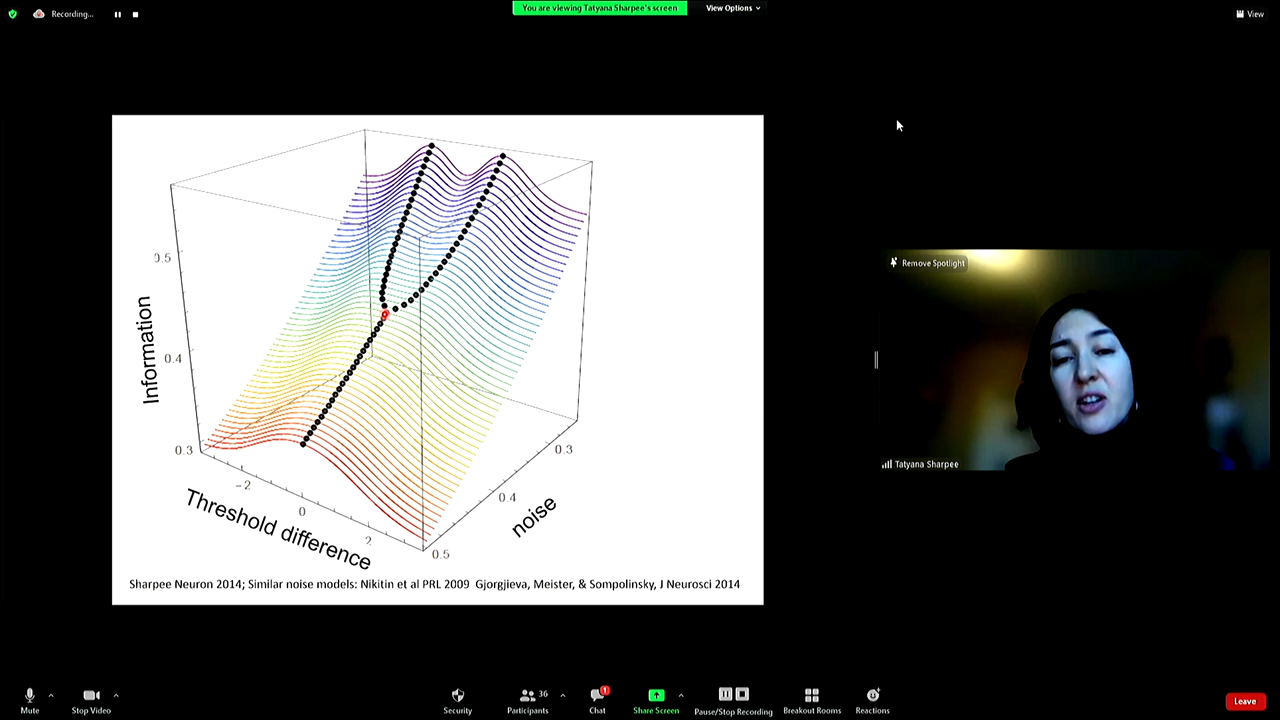 Recording...
You are viewing Tatyana Sharpee's screen
View Options
View
0.5
0.4
0.3
Information
−2
0
2
Threshold difference
0.3
0.4
0.5
noise
Sharpee Neuron 2014; Similar noise models: Nikitin et al PRL 2009 Gjorgjieva, Meister, & Sompolinsky, J Neurosci 2014
Remove Spotlight
Tatyana Sharpee
Mute
Stop Video
Security
36
Participants
1
Chat
Share Screen
Pause/Stop Recording
Breakout Rooms
Reactions
Leave